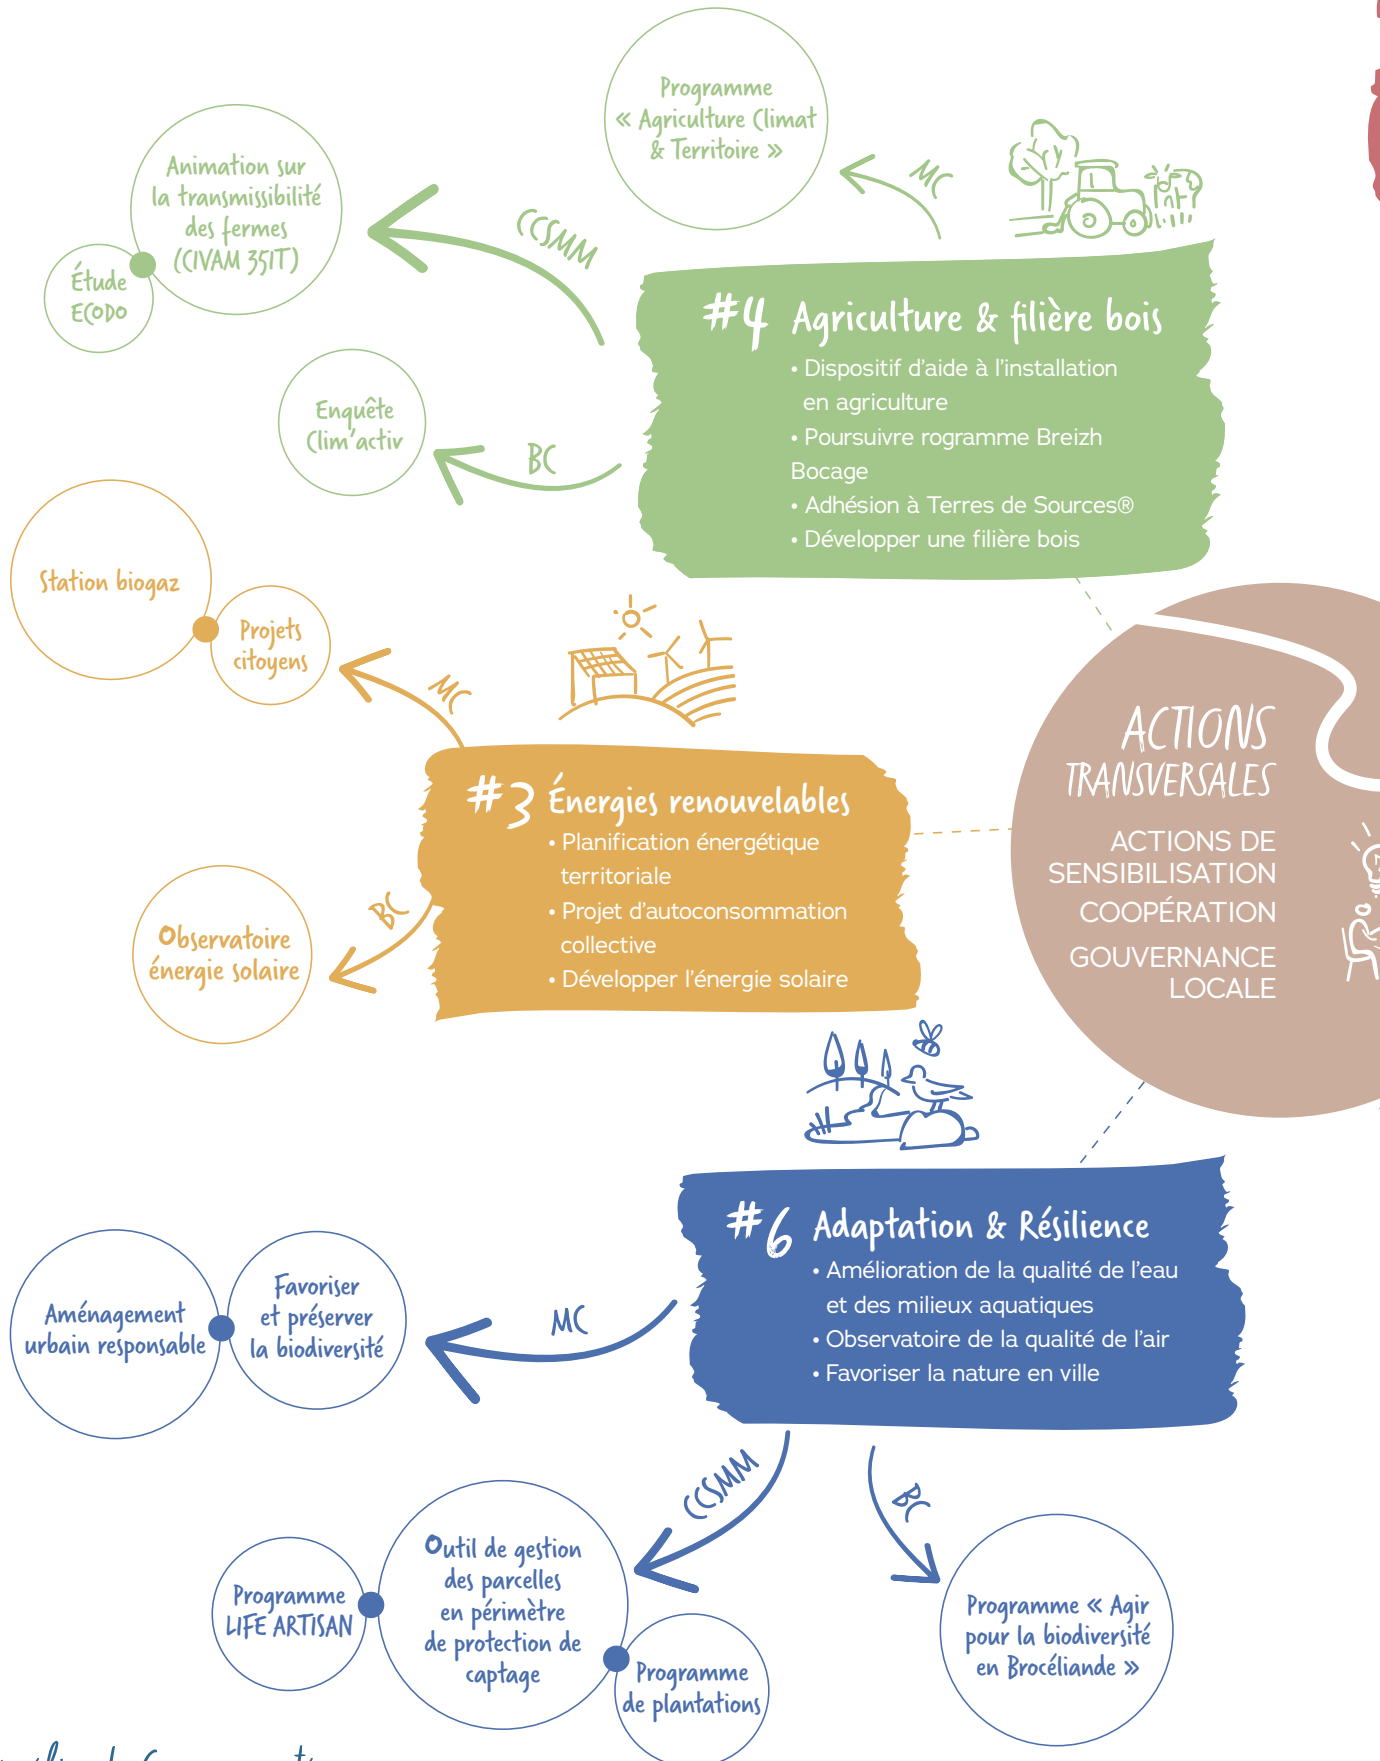 Programme
« Agriculture Climat
& Territoire »
MC
Animation sur
la transmissibilité
des fermes
(CIVAM 35IT)
Étude
ECODO
CCSMM
Enquête
Clim'activ
BC
#4 Agriculture & filière bois
• Dispositif d'aide à l'installation
en agriculture
• Poursuivre rogramme Breizh
Bocage
• Adhésion à Terres de Sources®
• Développer une filière bois
Station biogaz
Projets
citoyens
MC
#3 Énergies renouvelables
• Planification énergétique
territoriale
• Projet d'autoconsommation
collective
• Développer l'énergie solaire
BC
Observatoire
énergie solaire
ACTIONS
TRANSVERSALES
ACTIONS DE
SENSIBILISATION
COOPÉRATION
GOUVERNANCE
LOCALE
#6 Adaptation & Résilience
• Amélioration de la qualité de l'eau
et des milieux aquatiques
• Observatoire de la qualité de l'air
• Favoriser la nature en ville
MC
Favoriser
et préserver
la biodiversité
Aménagement
urbain responsable
CCSMM
Outil de gestion
des parcelles
en périmètre
de protection de
captage
Programme
LIFE ARTISAN
Programme
de plantations
BC
Programme « Agir
pour la biodiversité
en Brocéliande »